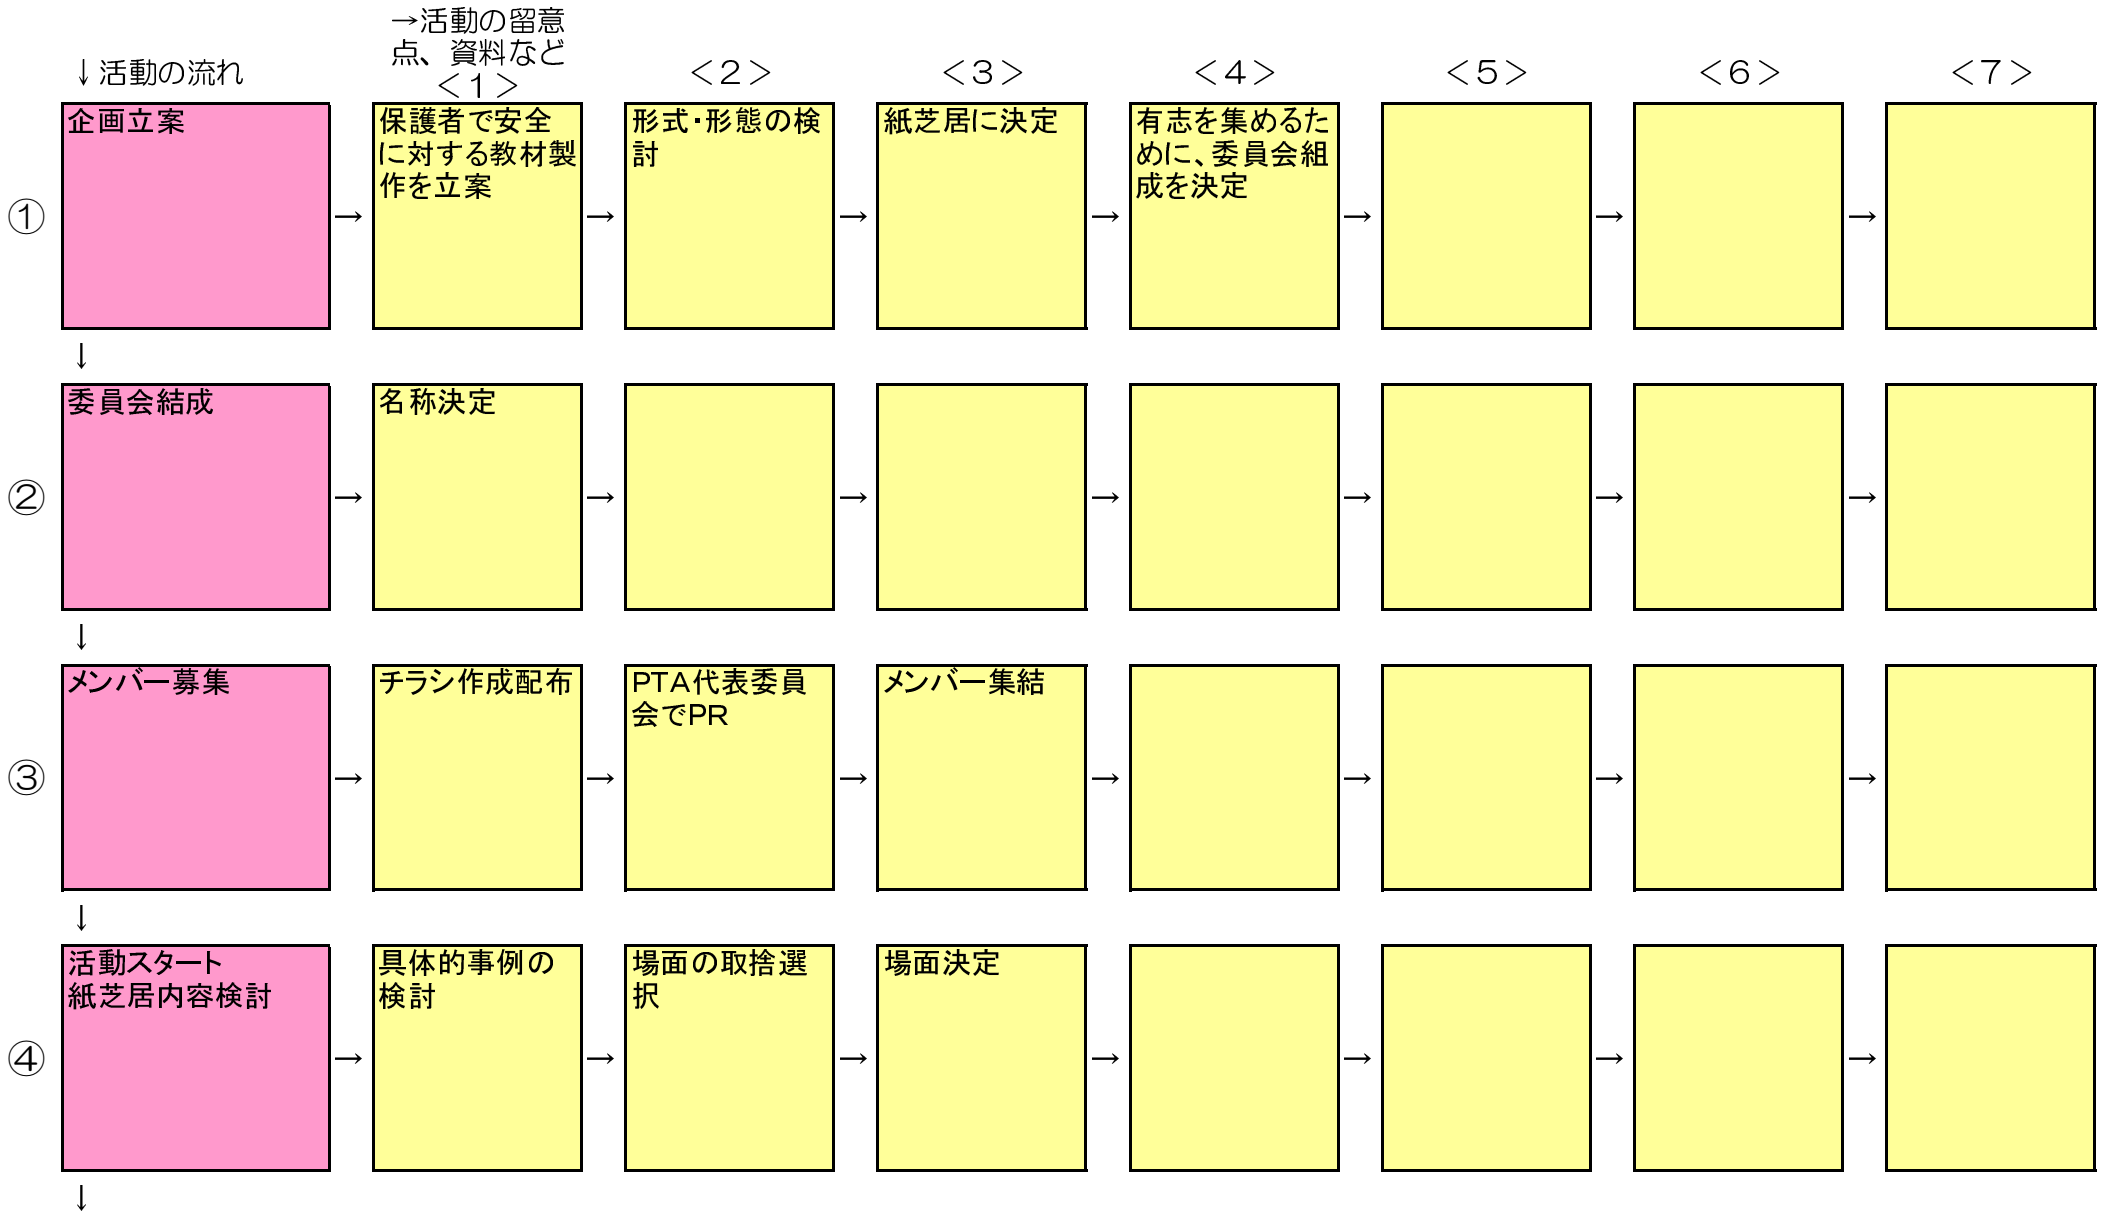 →活動の留意
点、資料など
↓活動の流れ
＜１＞
＜２＞
＜３＞
＜４＞
＜５＞
＜６＞
＜７＞
①
企画立案
→
保護者で安全
に対する教材製
作を立案
→
形式・形態の検
討
→
紙芝居に決定
→
有志を集めるた
めに、委員会組
成を決定
→
→
→
↓
②
委員会結成
→
名称決定
→
→
→
→
→
→
↓
③
メンバー募集
→
チラシ作成配布
→
PTA代表委員
会でPR
→
メンバー集結
→
→
→
→
↓
④
活動スタート
紙芝居内容検討
→
具体的事例の
検討
→
場面の取捨選
択
→
場面決定
→
→
→
→
↓